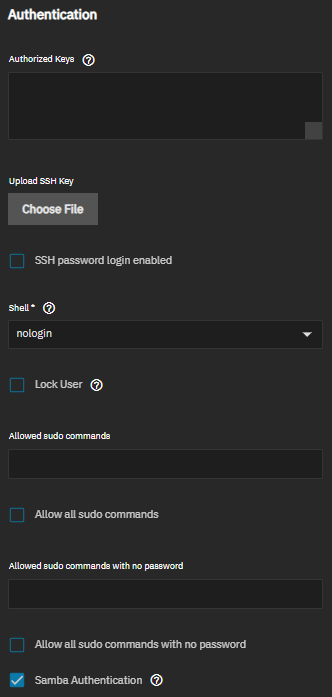 Authentication
Authorized Keys ?
Upload SSH Key
Choose File
SSH password login enabled
Shell * ?
nologin
Lock User ?
Allowed sudo commands
Allow all sudo commands
Allowed sudo commands with no password
Allow all sudo commands with no password
Samba Authentication ?